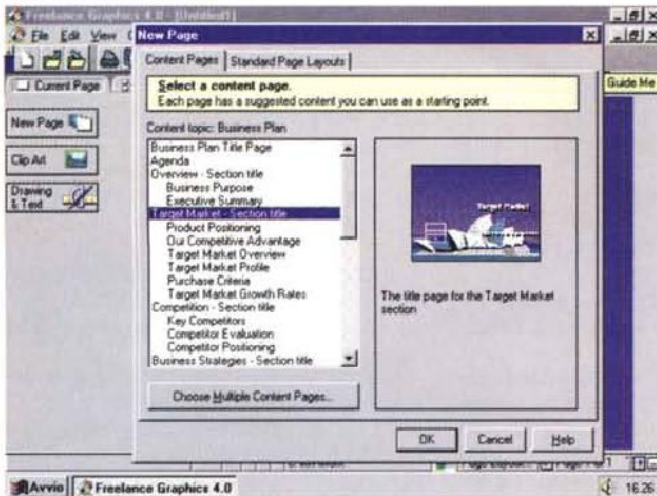 Freelance Graphics 4.0 - [Untitled1]
File Edit View
New Page
Content Pages
Standard Page Layouts
Current Page
Guide Me
Select a content page.
Each page has a suggested content you can use as a starting point.
New Page
Clip Art
Drawing
& Text
Content topic: Business Plan
Business Plan Title Page
Agenda
Overview - Section title
Business Purpose
Executive Summary
Target Market - Section title
Product Positioning
Our Competitive Advantage
Target Market Overview
Target Market Profile
Purchase Criteria
Target Market Growth Rates
Competition - Section title
Key Competitors
Competitor Evaluation
Competitor Positioning
Business Strategies - Section title
Target Market
The title page for the Target Market
section
Choose Multiple Content Pages...
OK
Cancel
Help
Avvio
Freelance Graphics 4.0
16.26